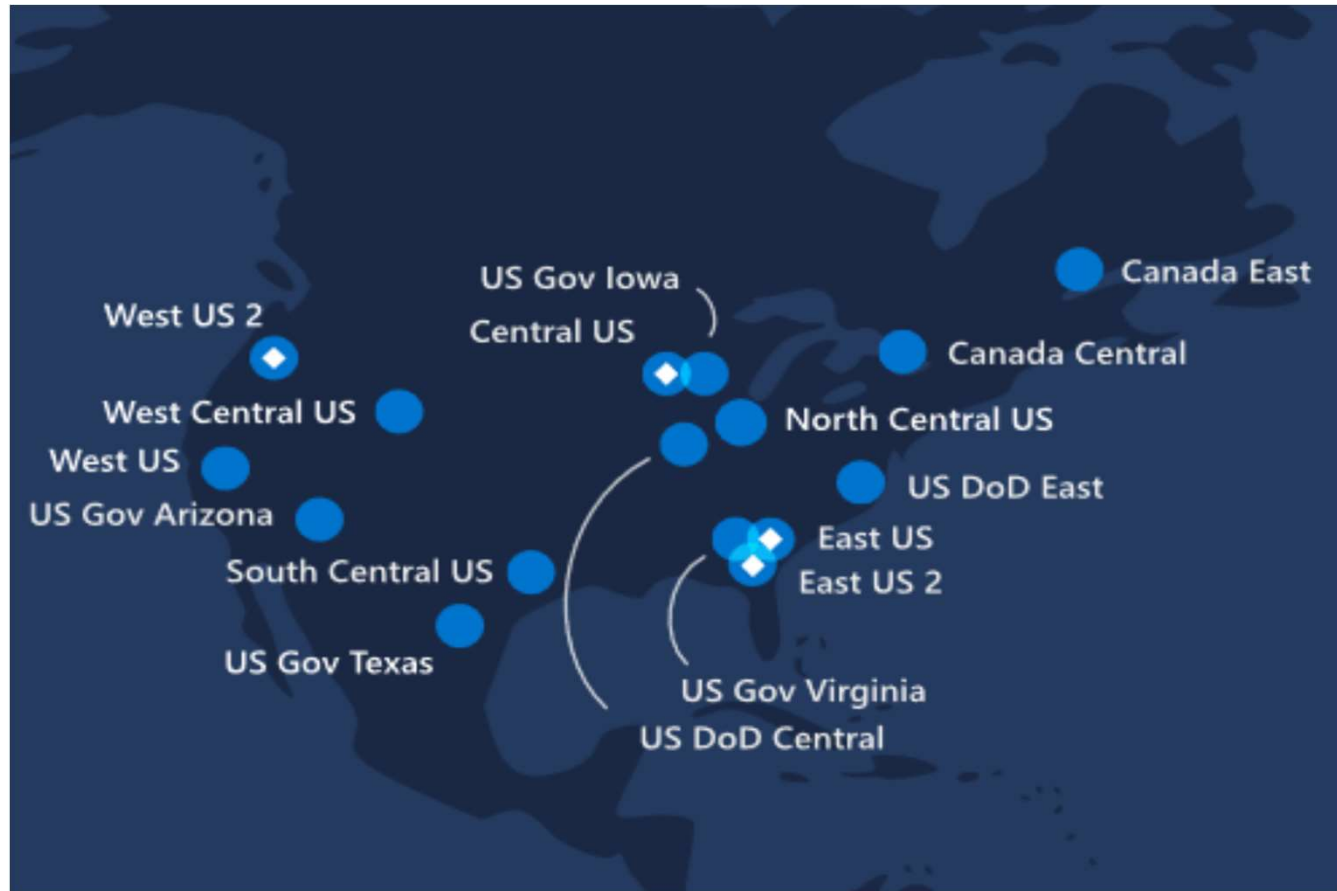 US Gov Iowa
Canada East
West US 2
Central US
Canada Central
West Central US
North Central US
West US
US DoD East
US Gov Arizona
East US
South Central US
East US 2
US Gov Texas
US Gov Virginia
US DoD Central